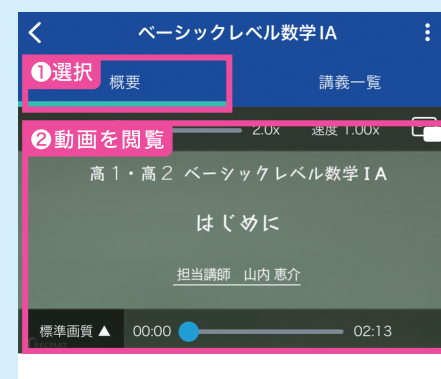 ベーシックレベル数学IA
❶選択
概要
講義一覧
2.0x 速度 1.00x
❷動画を閲覧
高1・高2 ベーシックレベル数学IA
はじめに
担当講師 山内 恵介
標準画質 ▲ 00:00 02:13
RECRUIT